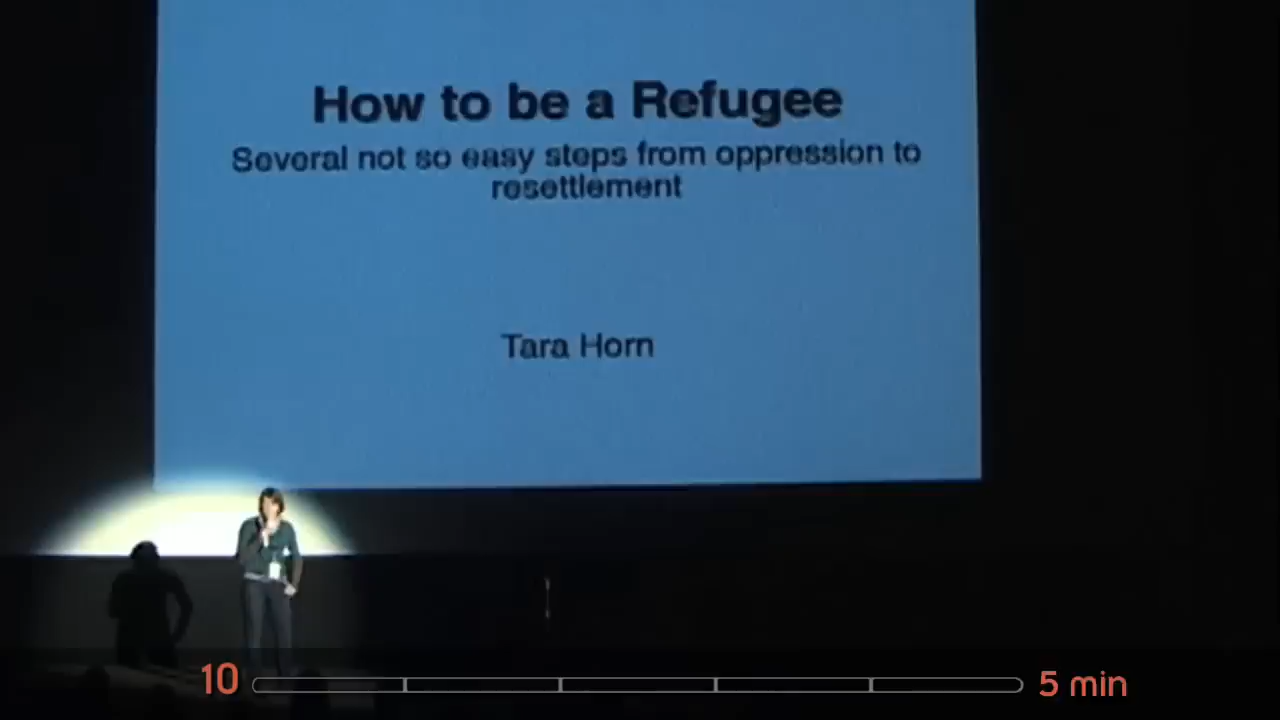 How to be a Refugee
Several not so easy steps from oppression to
resettlement
Tara Horn
10
5 min